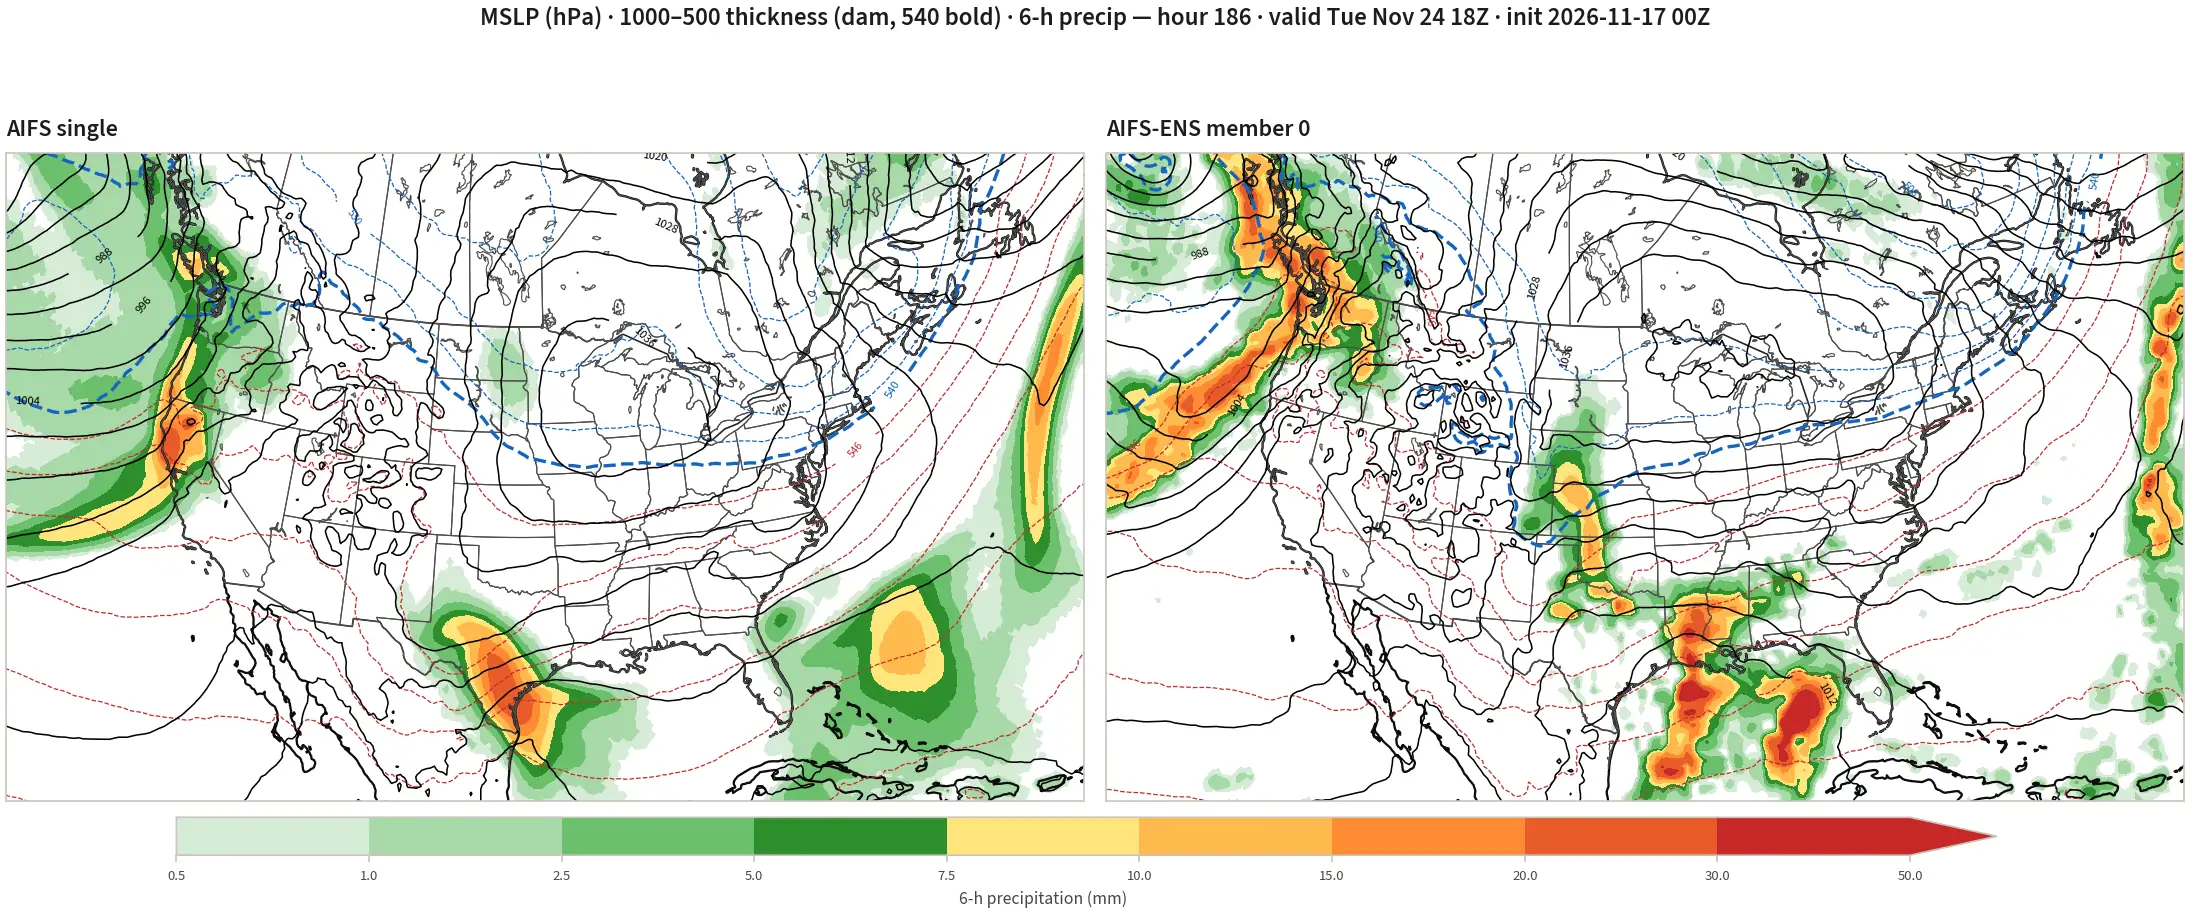 MSLP (hPa) · 1000–500 thickness (dam, 540 bold) · 6-h precip — hour 186 · valid Tue Nov 24 18Z · init 2026-11-17 00Z
AIFS single
AIFS-ENS member 0
1020
1028
988
996
1004
1036
540
546
988
1004
1028
1036
540
1012
0.5 1.0 2.5 5.0 7.5 10.0 15.0 20.0 30.0 50.0
6-h precipitation (mm)